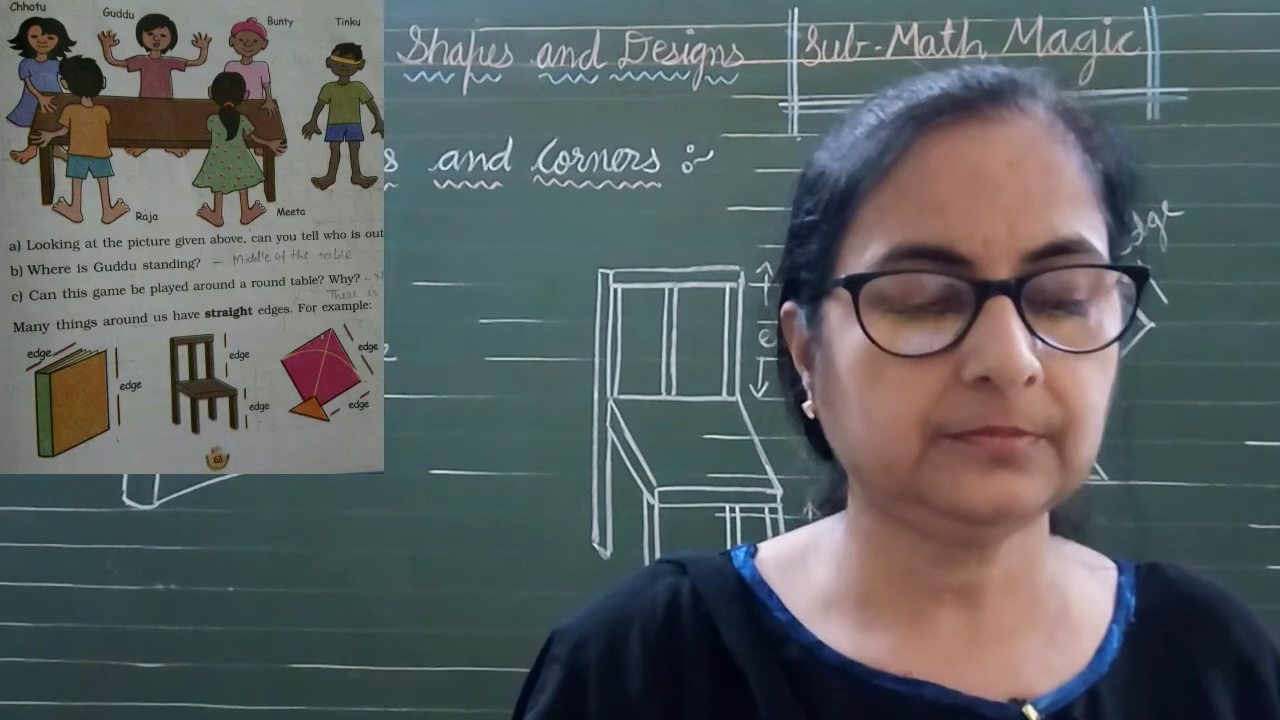 Chhotu
Guddu
Bunty
Tinku
Raja
Meeta
a) Looking at the picture given above, can you tell who is out
b) Where is Guddu standing? - Middle of the table
c) Can this game be played around a round table? Why?
There is
Many things around us have straight edges. For example:
edge
edge
edge
edge
edge
edge
65
Shapes and Designs
Sub-Math Magic
s and Corners :-
e